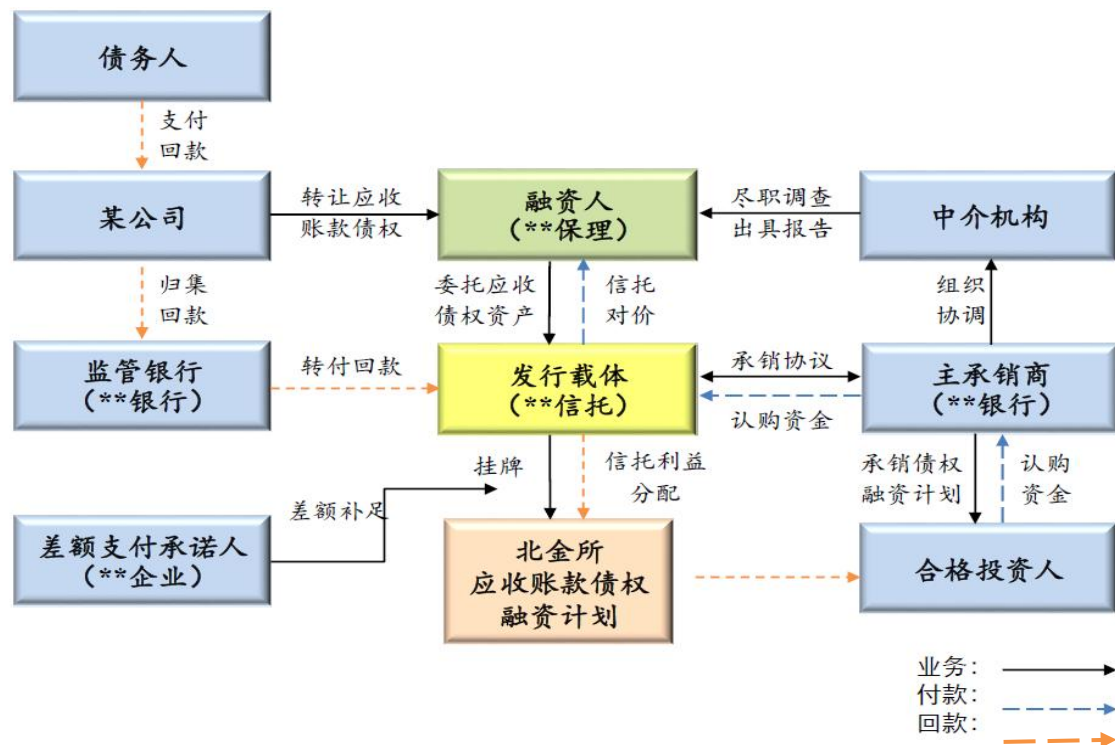 债务人
支付
回款
某公司
转让应收
账款债权
融资人
(**保理)
尽职调查
出具报告
中介机构
归集
回款
委托应收
债权资产
信托
对价
组织
协调
监管银行
(**银行)
转付回款
发行载体
(**信托)
承销协议
认购资金
主承销商
(**银行)
挂牌
信托利益
分配
承销债权
融资计划
认购
资金
差额补足
差额支付承诺人
(**企业)
北金所
应收账款债权
融资计划
合格投资人
业务:
付款:
回款: